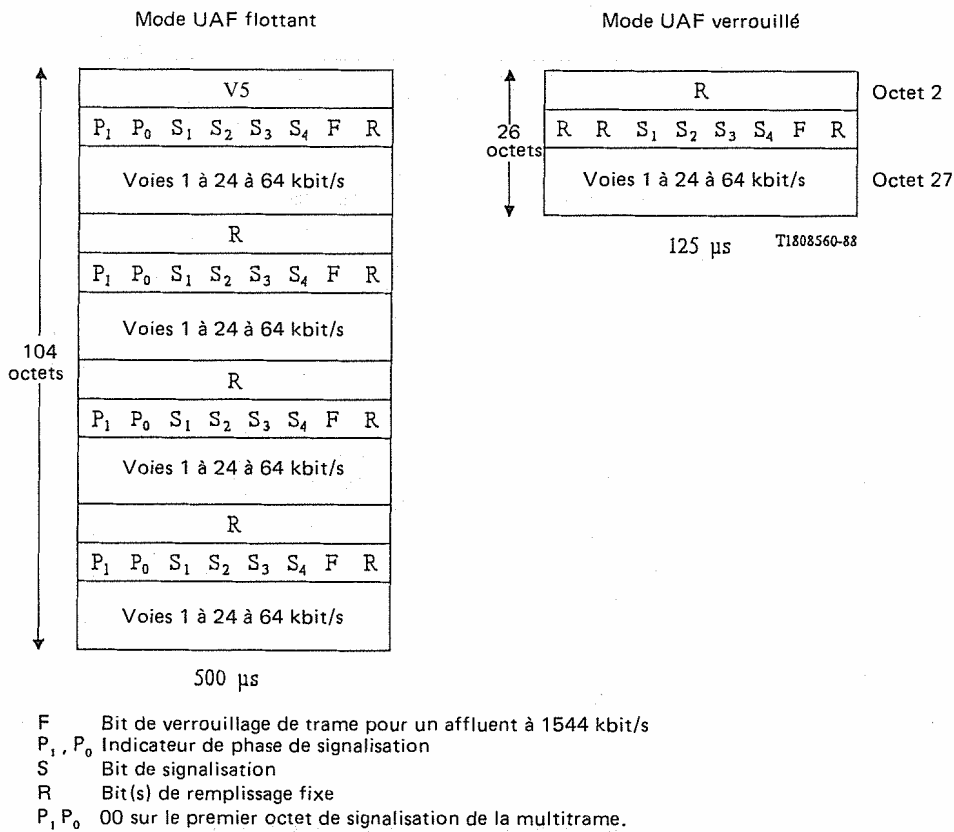 Mode UAF flottant
Mode UAF verrouillé
V5
P₁ P₀ S₁ S₂ S₃ S₄ F R
Voies 1 à 24 à 64 kbit/s
R
P₁ P₀ S₁ S₂ S₃ S₄ F R
Voies 1 à 24 à 64 kbit/s
R
P₁ P₀ S₁ S₂ S₃ S₄ F R
Voies 1 à 24 à 64 kbit/s
R
P₁ P₀ S₁ S₂ S₃ S₄ F R
Voies 1 à 24 à 64 kbit/s
104
octets
500 µs
R
Octet 2
R R S₁ S₂ S₃ S₄ F R
26
octets
Voies 1 à 24 à 64 kbit/s
Octet 27
125 µs
T1808560-88
F Bit de verrouillage de trame pour un affluent à 1544 kbit/s
P₁, P₀ Indicateur de phase de signalisation
S Bit de signalisation
R Bit(s) de remplissage fixe
P₁ P₀ 00 sur le premier octet de signalisation de la multitrame.